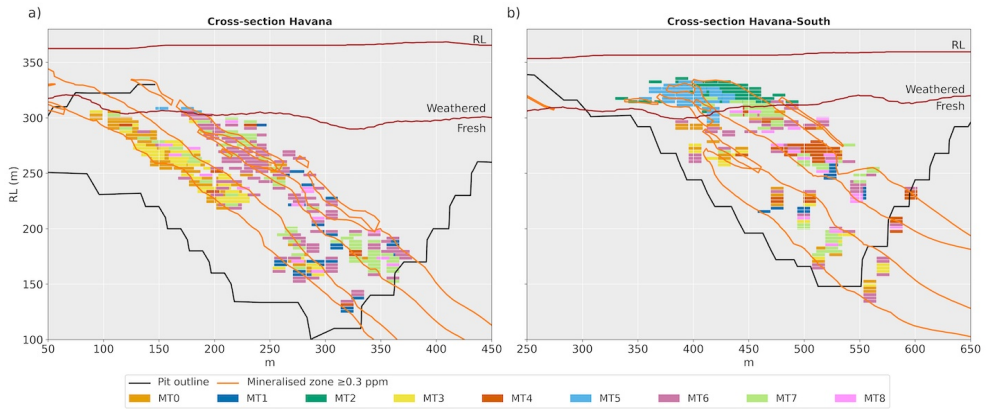 a)
Cross-section Havana
b)
Cross-section Havana-South
RL
Weathered
Fresh
350
300
250
200
150
100
RL (m)
50 100 150 200 250 300 350 400 450
m
RL
Weathered
Fresh
250 300 350 400 450 500 550 600 650
m
Pit outline Mineralised zone ≥0.3 ppm
MT0 MT1 MT2 MT3 MT4 MT5 MT6 MT7 MT8